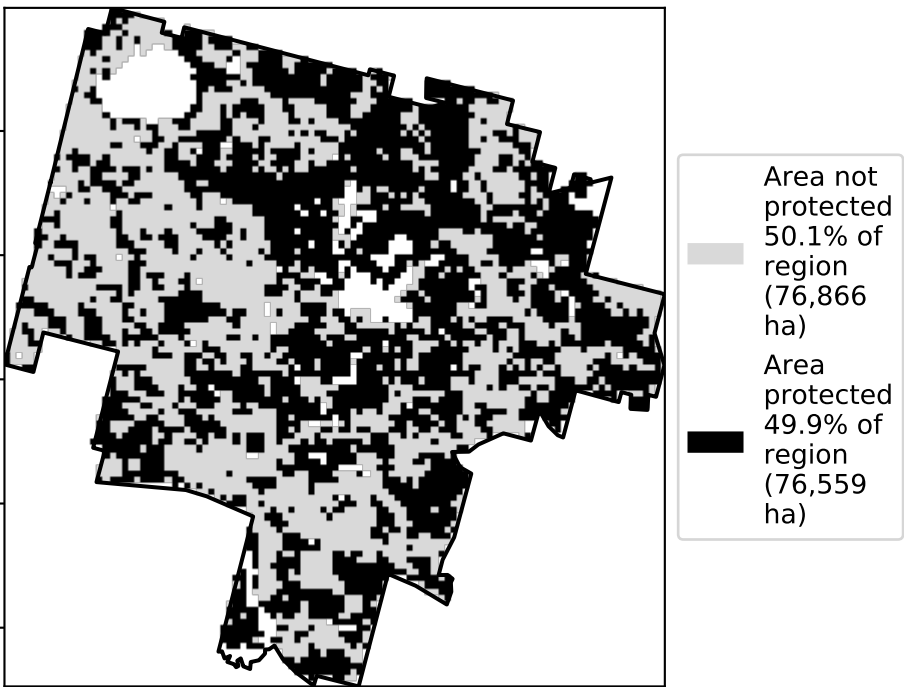 Area not
protected
50.1% of
region
(76,866
ha)
Area
protected
49.9% of
region
(76,559
ha)